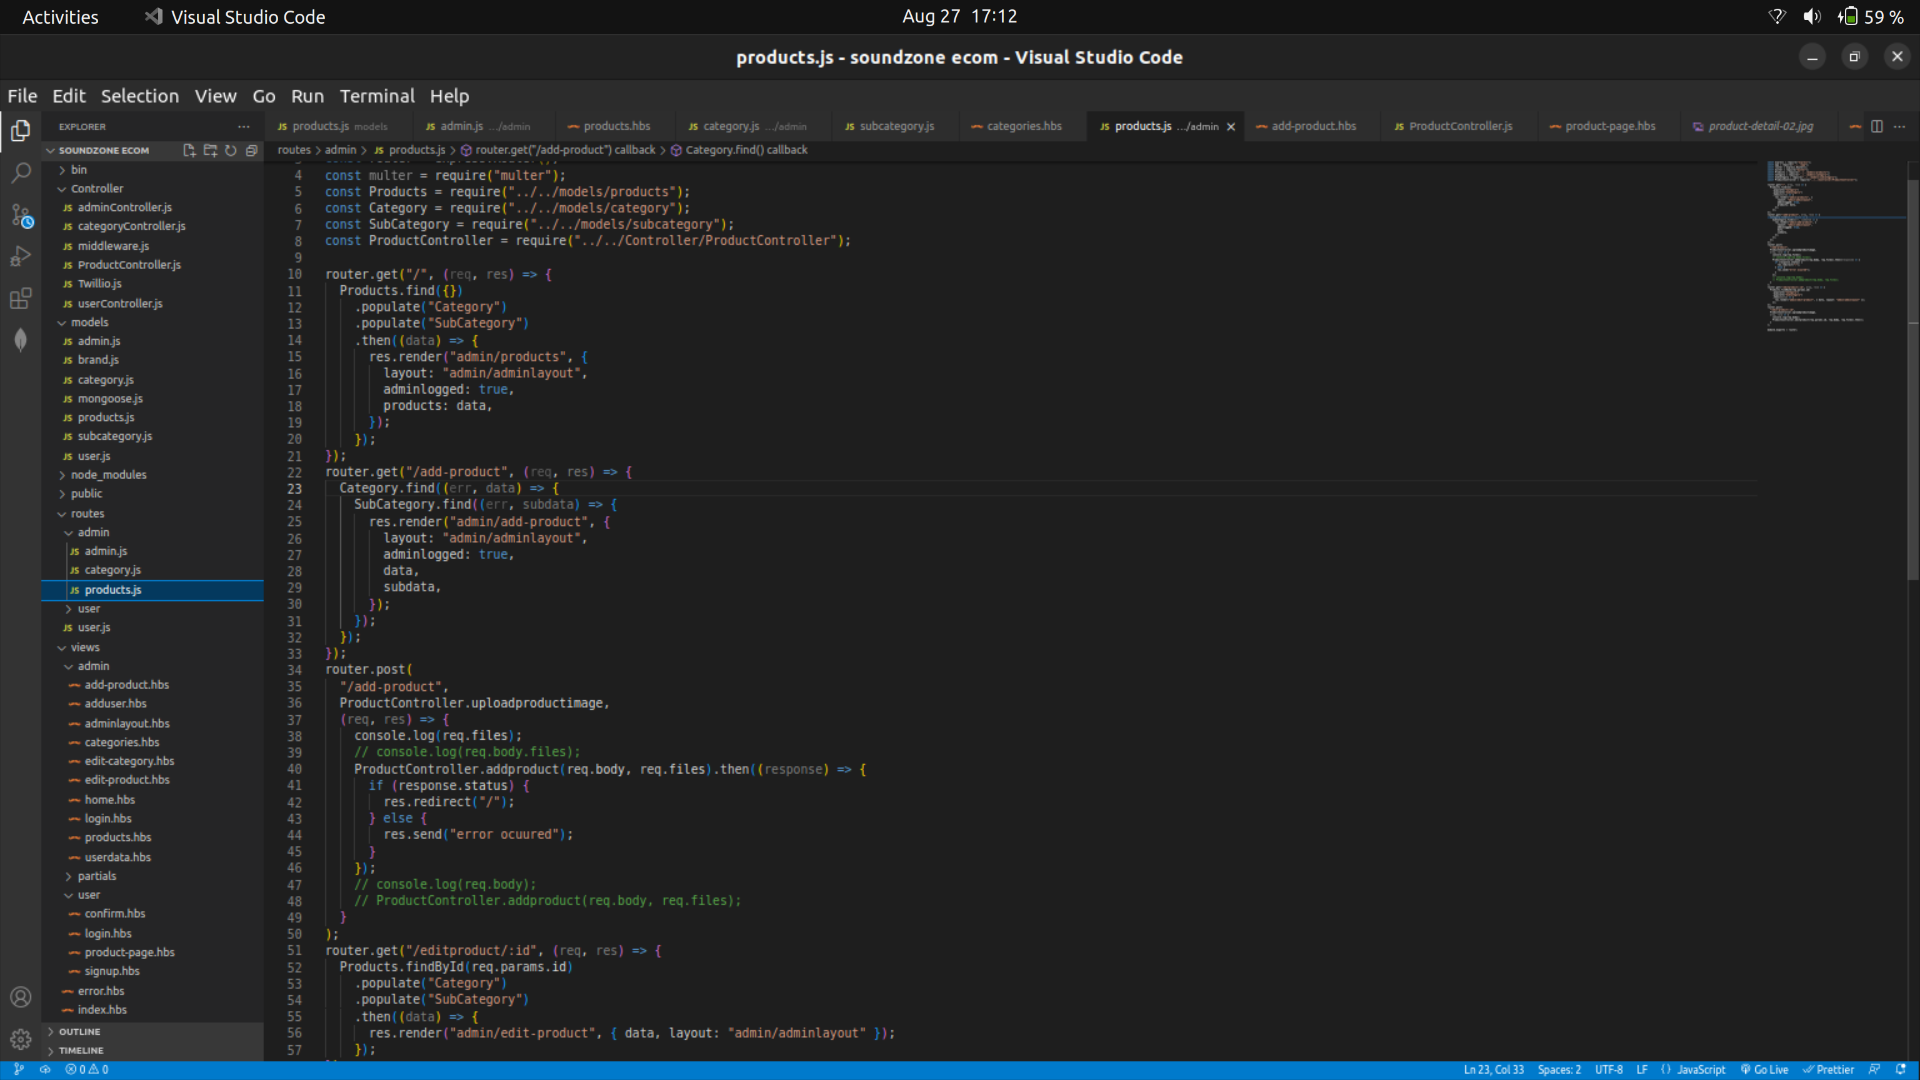 Activities
Visual Studio Code
Aug 27 17:12
59 %
products.js - soundzone ecom - Visual Studio Code
File Edit Selection View Go Run Terminal Help
EXPLORER
products.js models
admin.js .../admin
products.hbs
category.js .../admin
subcategory.js
categories.hbs
products.js .../admin
add-product.hbs
ProductController.js
product-page.hbs
product-detail-02.jpg
SOUNDZONE ECOM
routes > admin > JS products.js > router.get("/add-product") callback > Category.find() callback
bin
Controller
JS adminController.js
JS categoryController.js
JS middleware.js
JS ProductController.js
JS Twillio.js
JS userController.js
models
JS admin.js
JS brand.js
JS category.js
JS mongoose.js
JS products.js
JS subcategory.js
JS user.js
node_modules
public
routes
admin
JS admin.js
JS category.js
JS products.js
user
JS user.js
views
admin
add-product.hbs
adduser.hbs
adminlayout.hbs
categories.hbs
edit-category.hbs
edit-product.hbs
home.hbs
login.hbs
products.hbs
userdata.hbs
partials
user
confirm.hbs
login.hbs
product-page.hbs
signup.hbs
error.hbs
index.hbs
OUTLINE
TIMELINE
4 const multer = require("multer");
5 const Products = require("../../models/products");
6 const Category = require("../../models/category");
7 const SubCategory = require("../../models/subcategory");
8 const ProductController = require("../../Controller/ProductController");
9
10 router.get("/", (req, res) => {
11 Products.find({})
12 .populate("Category")
13 .populate("SubCategory")
14 .then((data) => {
15 res.render("admin/products", {
16 layout: "admin/adminlayout",
17 adminlogged: true,
18 products: data,
19 });
20 });
21 });
22 router.get("/add-product", (req, res) => {
23 Category.find((err, data) => {
24 SubCategory.find((err, subdata) => {
25 res.render("admin/add-product", {
26 layout: "admin/adminlayout",
27 adminlogged: true,
28 data,
29 subdata,
30 });
31 });
32 });
33 });
34 router.post(
35 "/add-product",
36 ProductController.uploadproductimage,
37 (req, res) => {
38 console.log(req.files);
39 // console.log(req.body.files);
40 ProductController.addproduct(req.body, req.files).then((response) => {
41 if (response.status) {
42 res.redirect("/");
43 } else {
44 res.send("error ocuured");
45 }
46 });
47 // console.log(req.body);
48 // ProductController.addproduct(req.body, req.files);
49 }
50 );
51 router.get("/editproduct/:id", (req, res) => {
52 Products.findById(req.params.id)
53 .populate("Category")
54 .populate("SubCategory")
55 .then((data) => {
56 res.render("admin/edit-product", { data, layout: "admin/adminlayout" });
57 });
0 0
Ln 23, Col 33 Spaces: 2 UTF-8 LF {} JavaScript Go Live Prettier